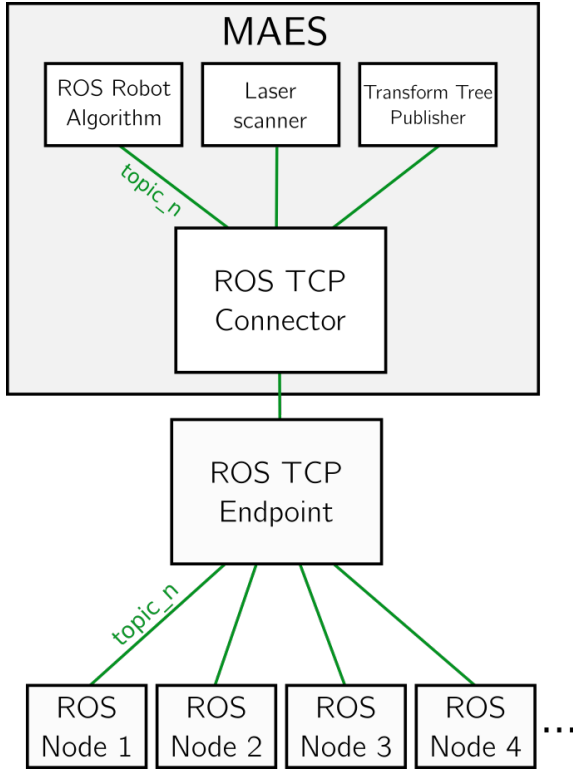 MAES
ROS Robot
Algorithm
Laser
scanner
Transform Tree
Publisher
topic_n
ROS TCP
Connector
ROS TCP
Endpoint
topic_n
ROS
Node 1
ROS
Node 2
ROS
Node 3
ROS
Node 4
...